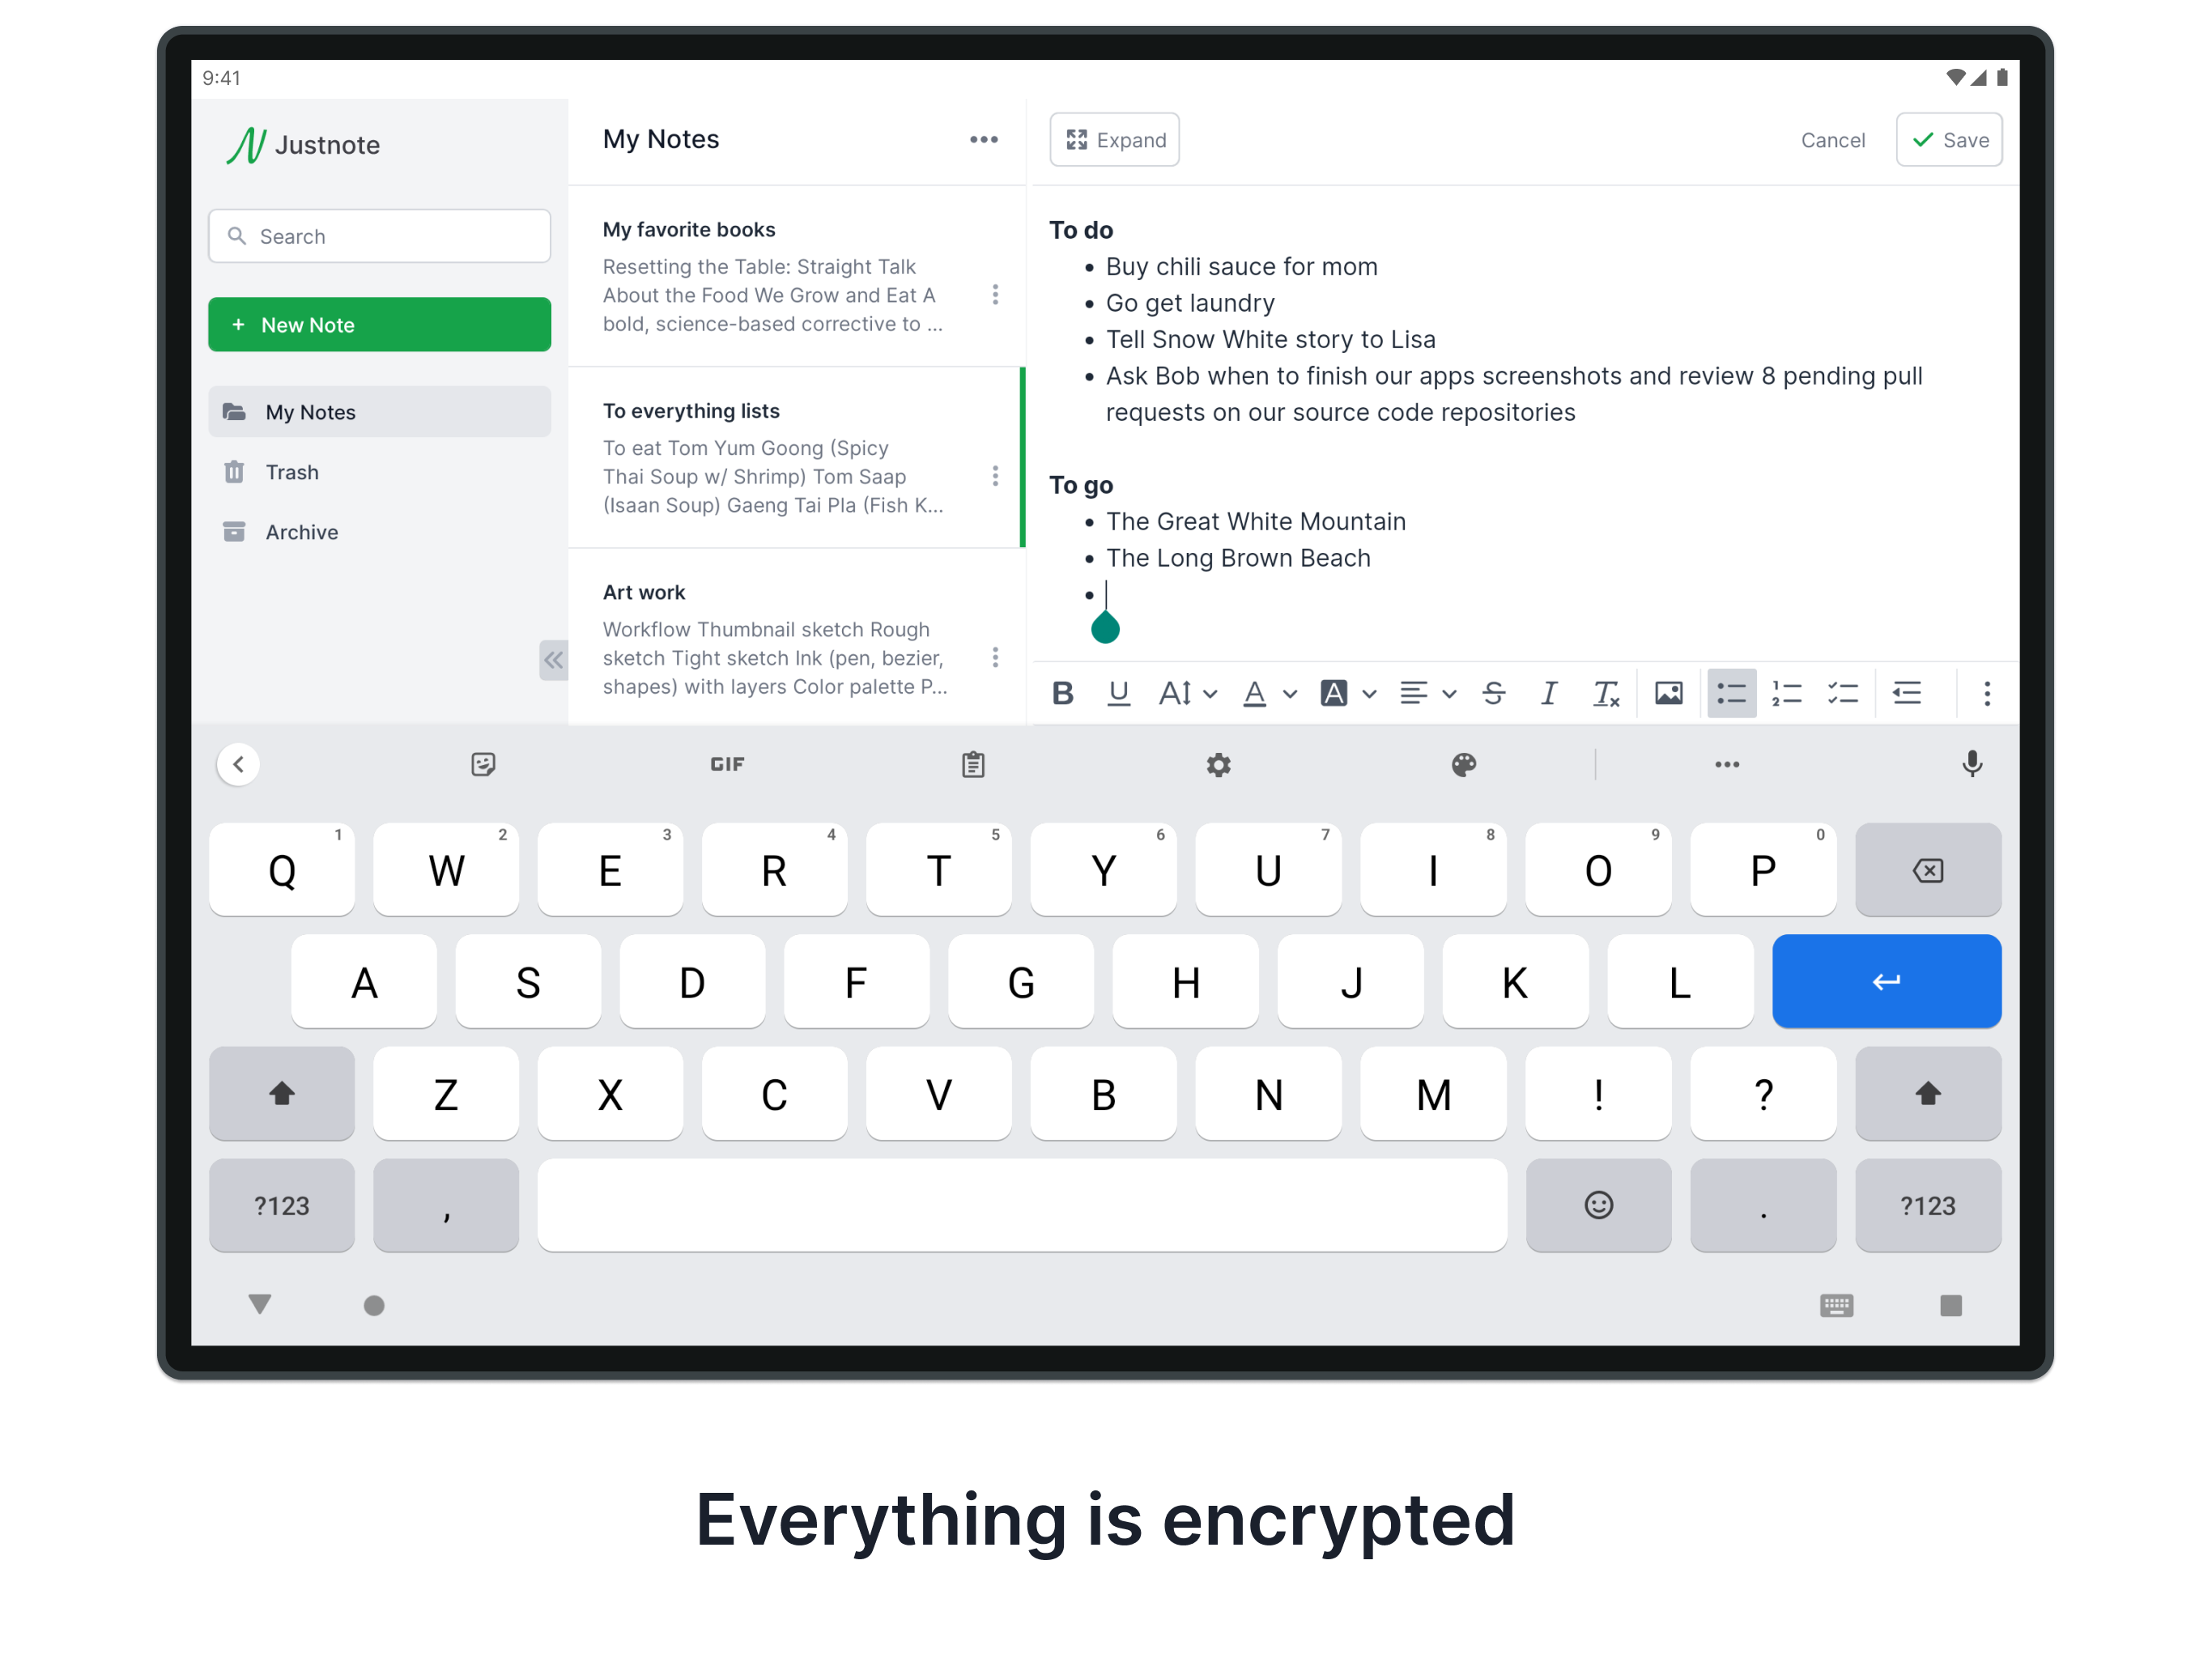 9:41
Justnote
Search
+ New Note
My Notes
Trash
Archive
My Notes
My favorite books
Resetting the Table: Straight Talk
About the Food We Grow and Eat A
bold, science-based corrective to ...
To everything lists
To eat Tom Yum Goong (Spicy
Thai Soup w/ Shrimp) Tom Saap
(Isaan Soup) Gaeng Tai Pla (Fish K...
Art work
Workflow Thumbnail sketch Rough
sketch Tight sketch Ink (pen, bezier,
shapes) with layers Color palette P...
Expand
Cancel
Save
To do
• Buy chili sauce for mom
• Go get laundry
• Tell Snow White story to Lisa
• Ask Bob when to finish our apps screenshots and review 8 pending pull
requests on our source code repositories
To go
• The Great White Mountain
• The Long Brown Beach
•
B U A A A S I Tx
GIF
Q 1 W 2 E 3 R 4 T 5 Y 6 U 7 I 8 O 9 P 0
A S D F G H J K L
Z X C V B N M ! ?
?123 , . ?123
Everything is encrypted